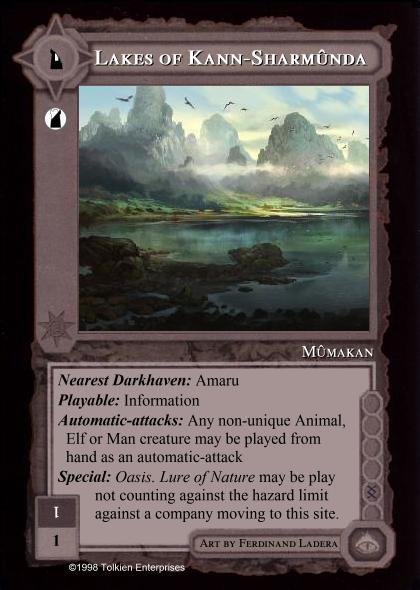 LAKES OF KANN-SHARMÛNDA
MÛMAKAN
Nearest Darkhaven: Amaru
Playable: Information
Automatic-attacks: Any non-unique Animal,
Elf or Man creature may be played from
hand as an automatic-attack
Special: Oasis. Lure of Nature may be play
not counting against the hazard limit
against a company moving to this site.
I
1
ART BY FERDINAND LADERA
©1998 Tolkien Enterprises